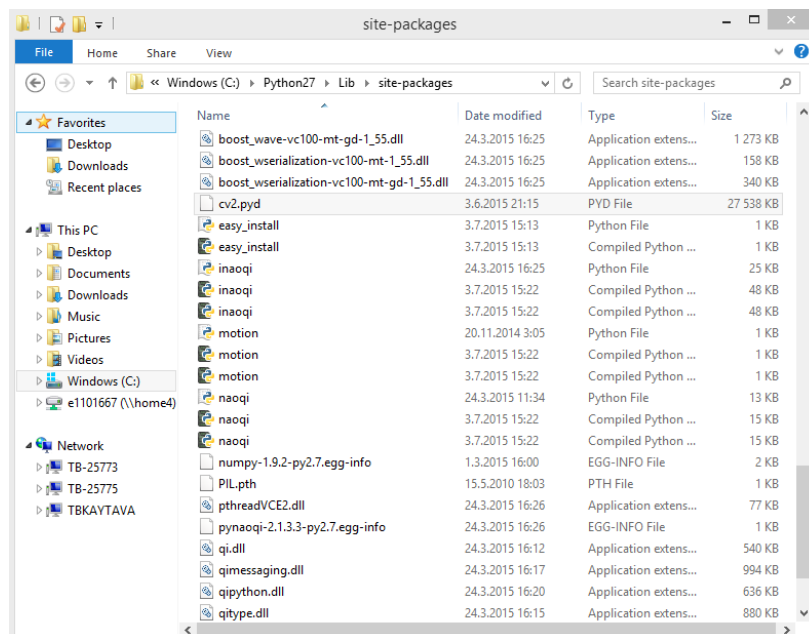 site-packages
File Home Share View
« Windows (C:) Python27 Lib site-packages Search site-packages
Name Date modified Type Size
Favorites
Desktop
Downloads
Recent places
This PC
Desktop
Documents
Downloads
Music
Pictures
Videos
Windows (C:)
e1101667 (\\home4)
Network
TB-25773
TB-25775
TBKAYTAVA
boost_wave-vc100-mt-gd-1_55.dll 24.3.2015 16:25 Application extens... 1 273 KB
boost_wserialization-vc100-mt-1_55.dll 24.3.2015 16:25 Application extens... 158 KB
boost_wserialization-vc100-mt-gd-1_55.dll 24.3.2015 16:25 Application extens... 340 KB
cv2.pyd 3.6.2015 21:15 PYD File 27 538 KB
easy_install 3.7.2015 15:13 Python File 1 KB
easy_install 3.7.2015 15:13 Compiled Python ... 1 KB
inaoqi 24.3.2015 16:25 Python File 25 KB
inaoqi 3.7.2015 15:22 Compiled Python ... 48 KB
inaoqi 3.7.2015 15:22 Compiled Python ... 48 KB
motion 20.11.2014 3:05 Python File 1 KB
motion 3.7.2015 15:22 Compiled Python ... 1 KB
motion 3.7.2015 15:22 Compiled Python ... 1 KB
naoqi 24.3.2015 11:34 Python File 13 KB
naoqi 3.7.2015 15:22 Compiled Python ... 15 KB
naoqi 3.7.2015 15:22 Compiled Python ... 15 KB
numpy-1.9.2-py2.7.egg-info 1.3.2015 16:00 EGG-INFO File 2 KB
PIL.pth 15.5.2010 18:03 PTH File 1 KB
pthreadVCE2.dll 24.3.2015 16:26 Application extens... 77 KB
pynaoqi-2.1.3.3-py2.7.egg-info 24.3.2015 16:26 EGG-INFO File 1 KB
qi.dll 24.3.2015 16:12 Application extens... 540 KB
qimessaging.dll 24.3.2015 16:17 Application extens... 994 KB
qipython.dll 24.3.2015 16:20 Application extens... 636 KB
qitype.dll 24.3.2015 16:15 Application extens... 880 KB